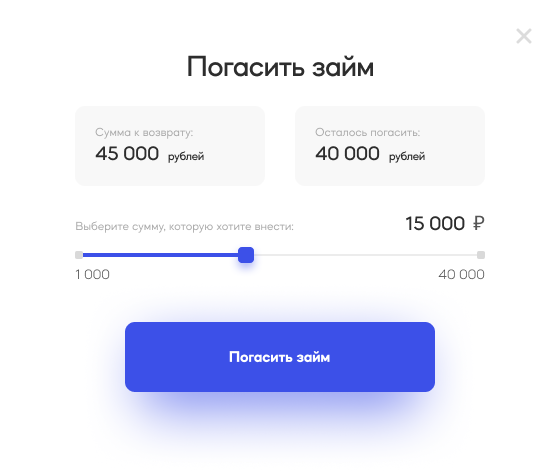 Погасить займ
Сумма к возврату:
45 000 рублей
Осталось погасить:
40 000 рублей
Выберите сумму, которую хотите внести:
15 000 ₽
1 000
40 000
Погасить займ